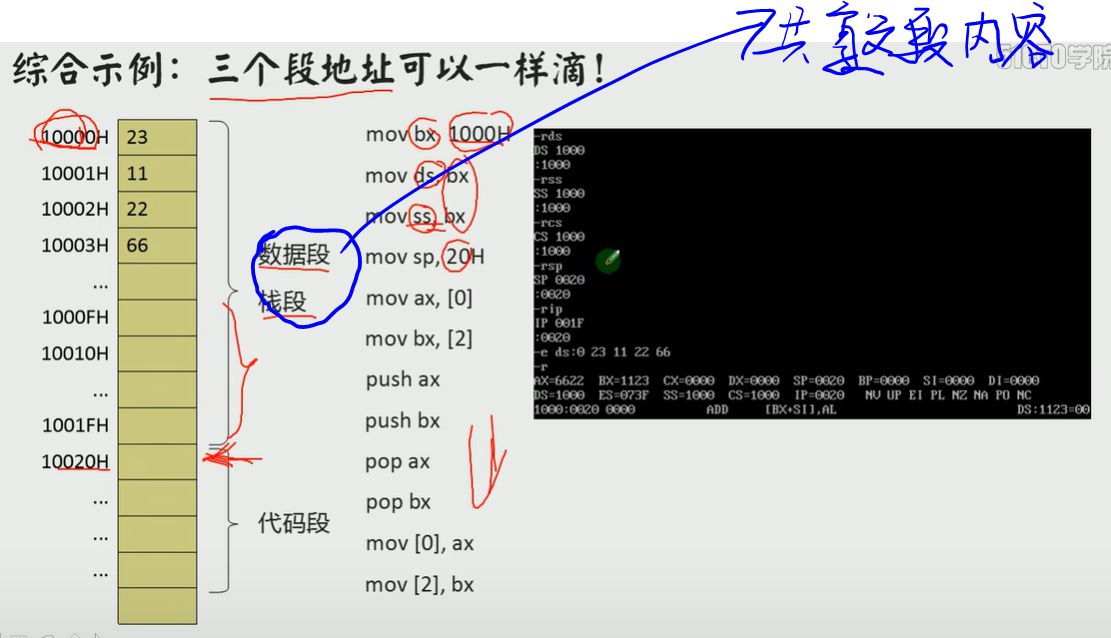 共享文段内容
51CTO学院
综合示例：三个段地址可以一样滴！
10000H 23
10001H 11
10002H 22
10003H 66
...
1000FH
10010H
...
1001FH
10020H
...
...
...
数据段
栈段
代码段
mov bx, 1000H
mov ds, bx
mov ss, bx
mov sp, 20H
mov ax, [0]
mov bx, [2]
push ax
push bx
pop ax
pop bx
mov [0], ax
mov [2], bx
-rds
DS 1000
:1000
-rss
SS 1000
:1000
-rcs
CS 1000
:1000
-rsp
SP 0020
:0020
-rip
IP 001F
:0020
-e ds:0 23 11 22 66
-r
AX=6622 BX=1123 CX=0000 DX=0000 SP=0020 BP=0000 SI=0000 DI=0000
DS=1000 ES=073F SS=1000 CS=1000 IP=0020 NV UP EI PL NZ NA PO NC
1000:0020 0000 ADD [BX+SI],AL DS:1123=00